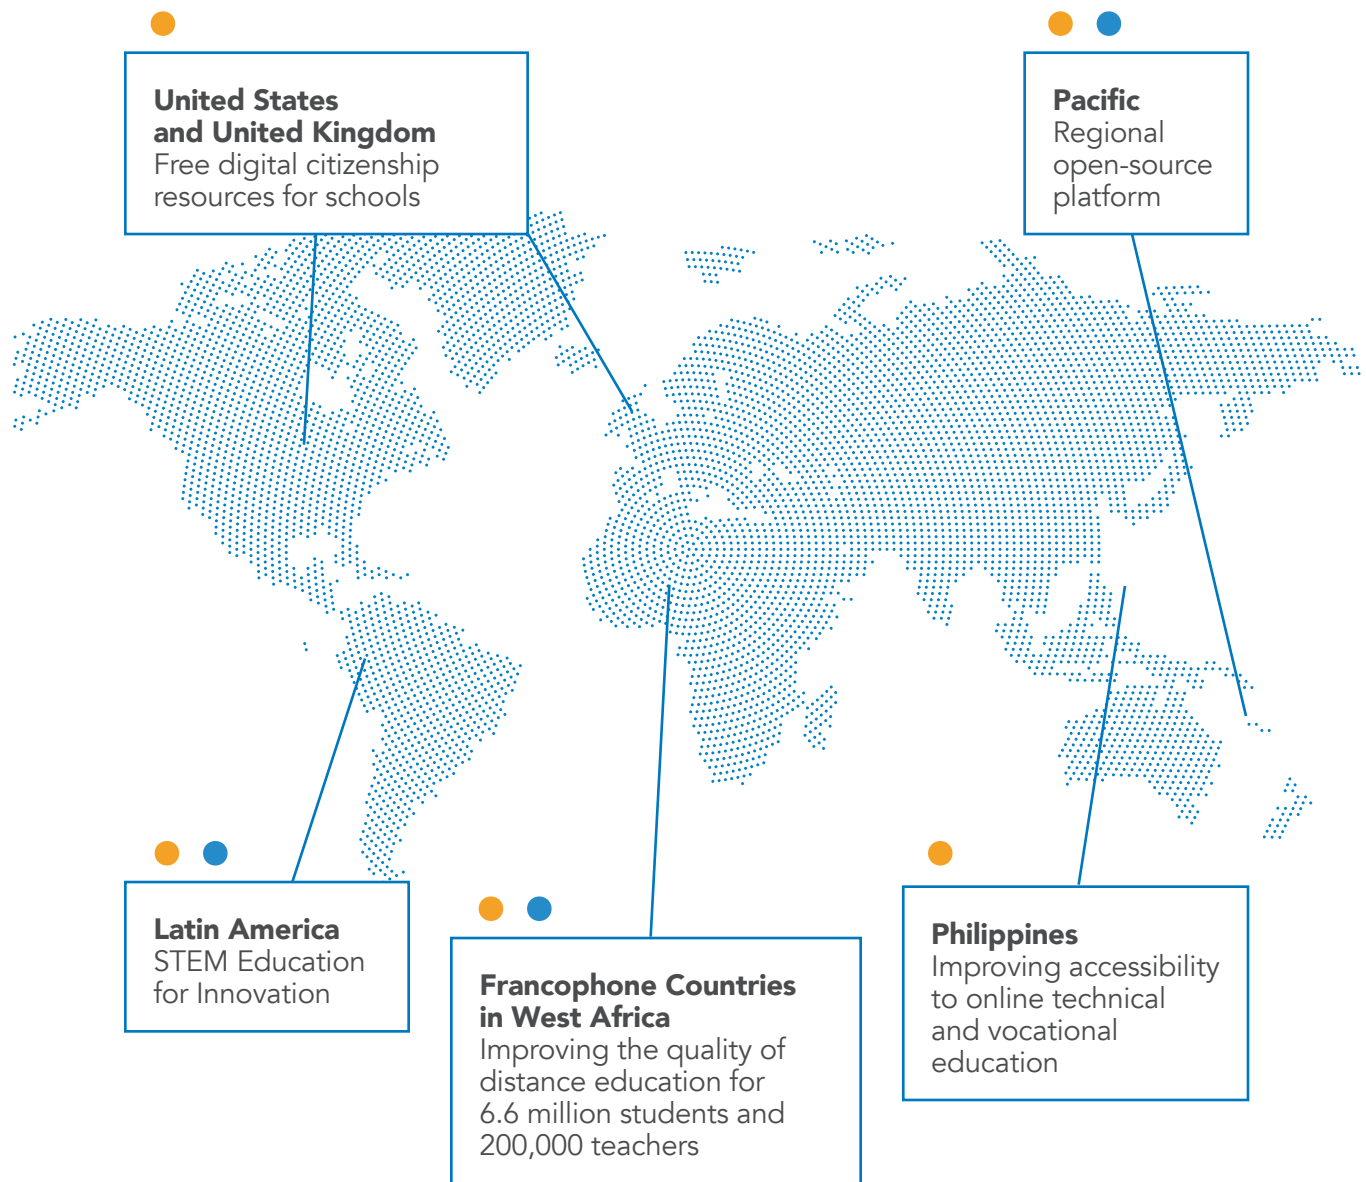 United States
and United Kingdom
Free digital citizenship
resources for schools
Pacific
Regional
open-source
platform
Latin America
STEM Education
for Innovation
Francophone Countries
in West Africa
Improving the quality of
distance education for
6.6 million students and
200,000 teachers
Philippines
Improving accessibility
to online technical
and vocational
education